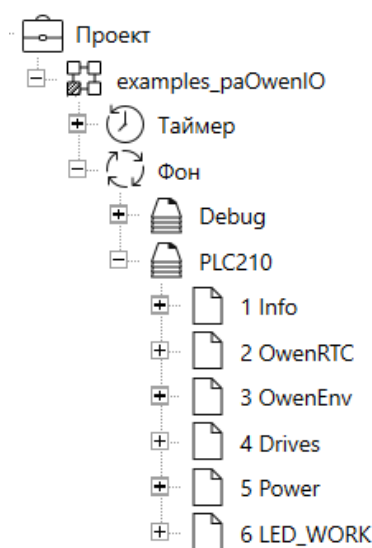 Проект
examples_paOwenIO
Таймер
Фон
Debug
PLC210
1 Info
2 OwenRTC
3 OwenEnv
4 Drives
5 Power
6 LED_WORK